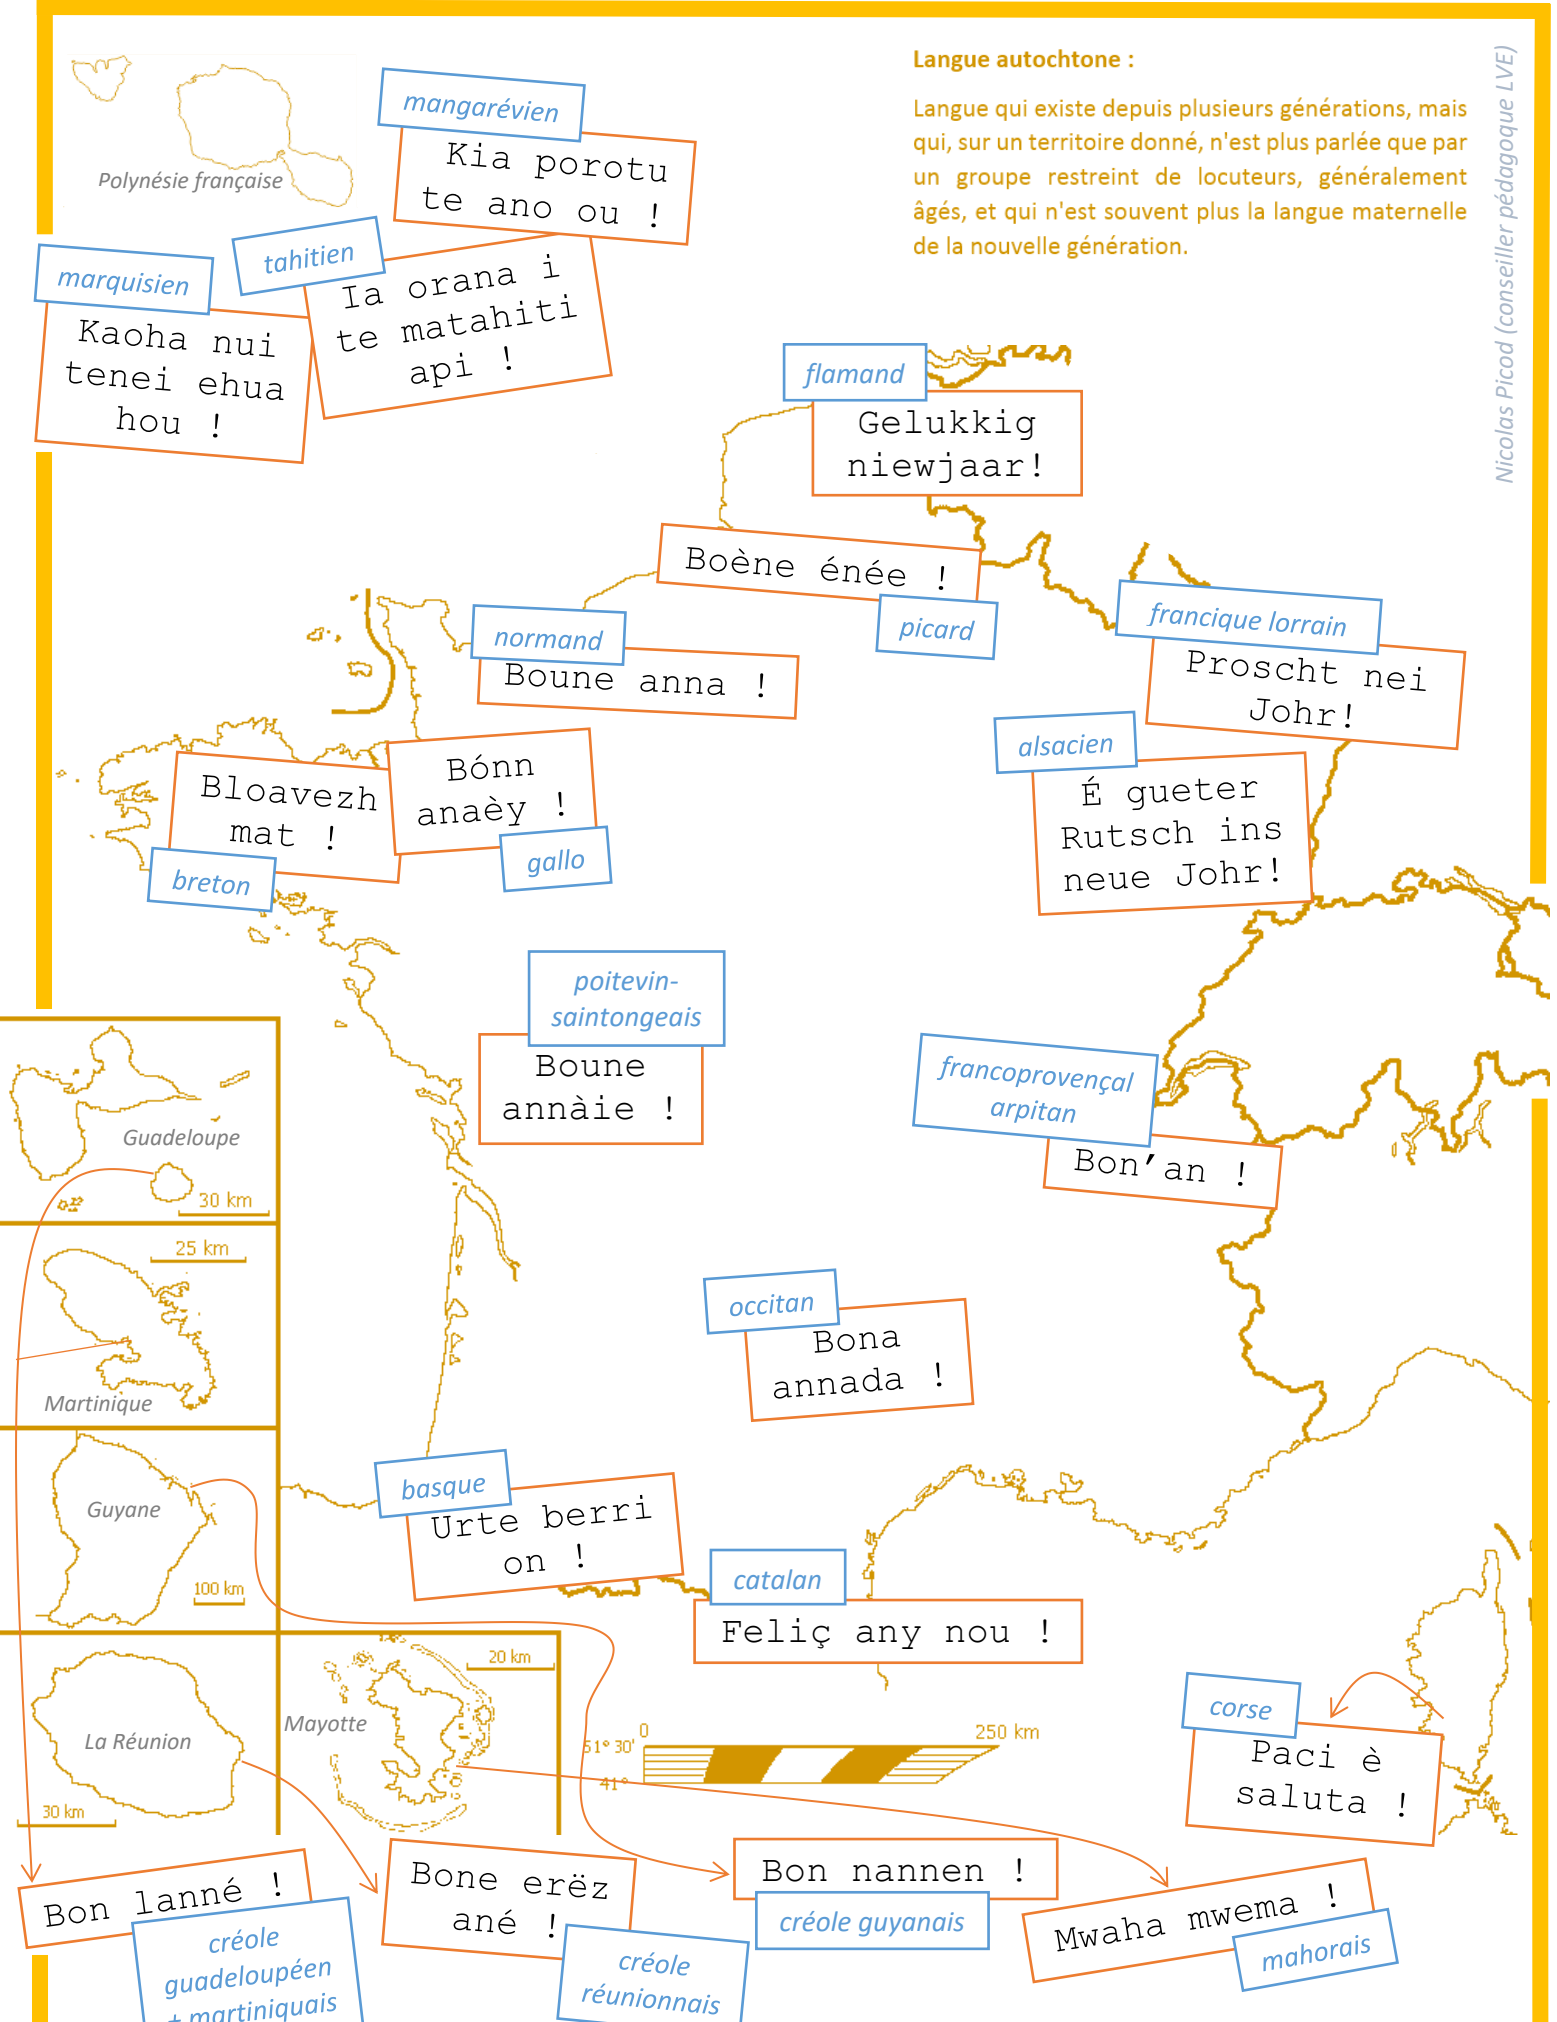 Langue autochtone :
Langue qui existe depuis plusieurs générations, mais
qui, sur un territoire donné, n'est plus parlée que par
un groupe restreint de locuteurs, généralement
âgés, et qui n'est souvent plus la langue maternelle
de la nouvelle génération.
Nicolas Picod (conseiller pédagoque LVE)
Polynésie française
mangarévien
Kia porotu
te ano ou !
tahitien
Ia orana i
te matahiti
api !
marquisien
Kaoha nui
tenei ehua
hou !
flamand
Gelukkig
niewjaar!
Boène énée !
picard
normand
Boune anna !
francique lorrain
Proscht nei
Johr!
alsacien
É gueter
Rutsch ins
neue Johr!
Bloavezh
mat !
breton
Bónn
anaèy !
gallo
poitevin-
saintongeais
Boune
annàie !
francoprovençal
arpitan
Bon’an !
Guadeloupe
30 km
25 km
Martinique
occitan
Bona
annada !
Guyane
100 km
basque
Urte berri
on !
catalan
Feliç any nou !
La Réunion
30 km
Mayotte
20 km
0
250 km
51° 30'
41°
corse
Paci è
saluta !
Bon lanné !
créole
guadeloupéen
+ martiniquais
Bone erëz
ané !
créole
réunionnais
Bon nannen !
créole guyanais
Mwaha mwema !
mahorais